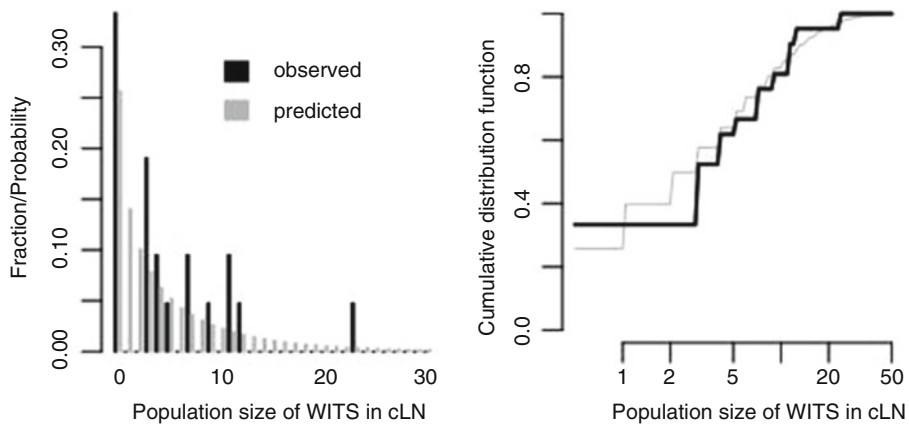 0.30
0.20
0.10
0.00
Fraction/Probability
observed
predicted
0 10 20 30
Population size of WITS in cLN
0.8
0.4
0.0
Cumulative distribution function
1 2 5 20 50
Population size of WITS in cLN